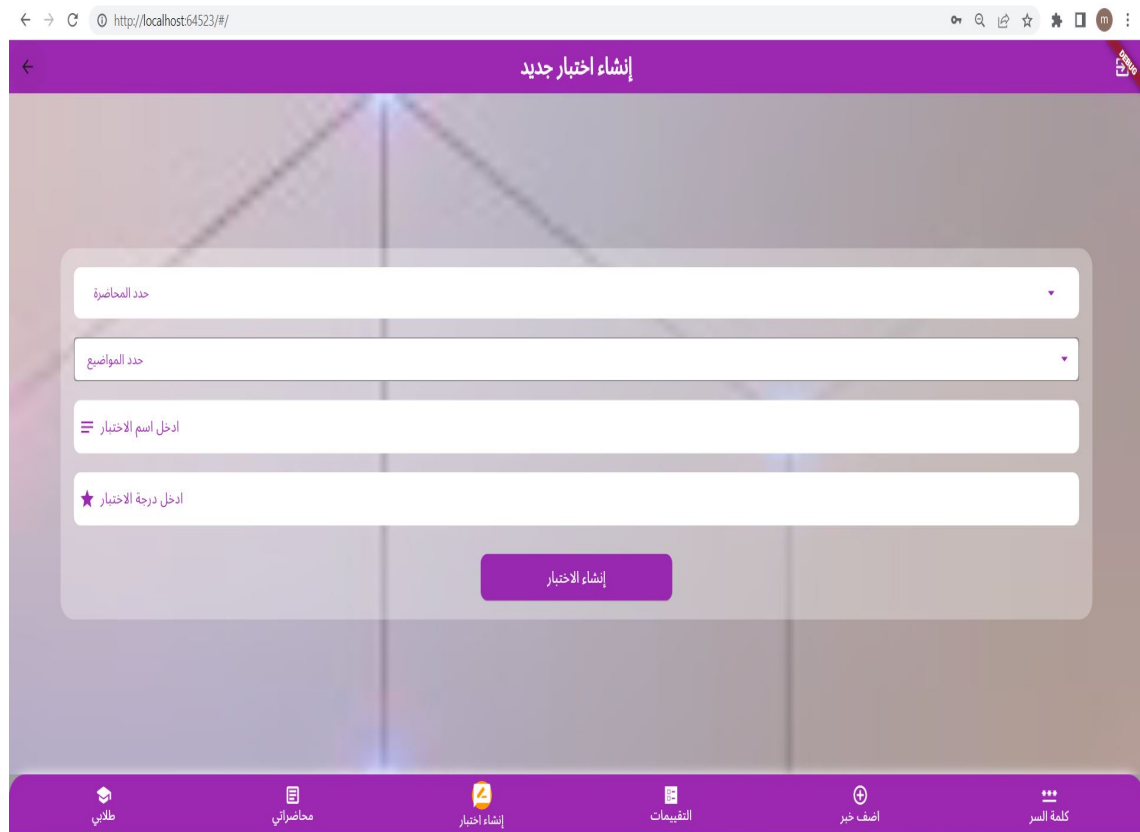 http://localhost:64523/#/
m
إنشاء اختبار جديد
DEBUG
حدد المحاضرة
حدد المواضيع
ادخل اسم الاختبار
ادخل درجة الاختبار
إنشاء الاختبار
كلمة السر
اضف خبر
التقييمات
إنشاء اختبار
محاضراتي
طلابي